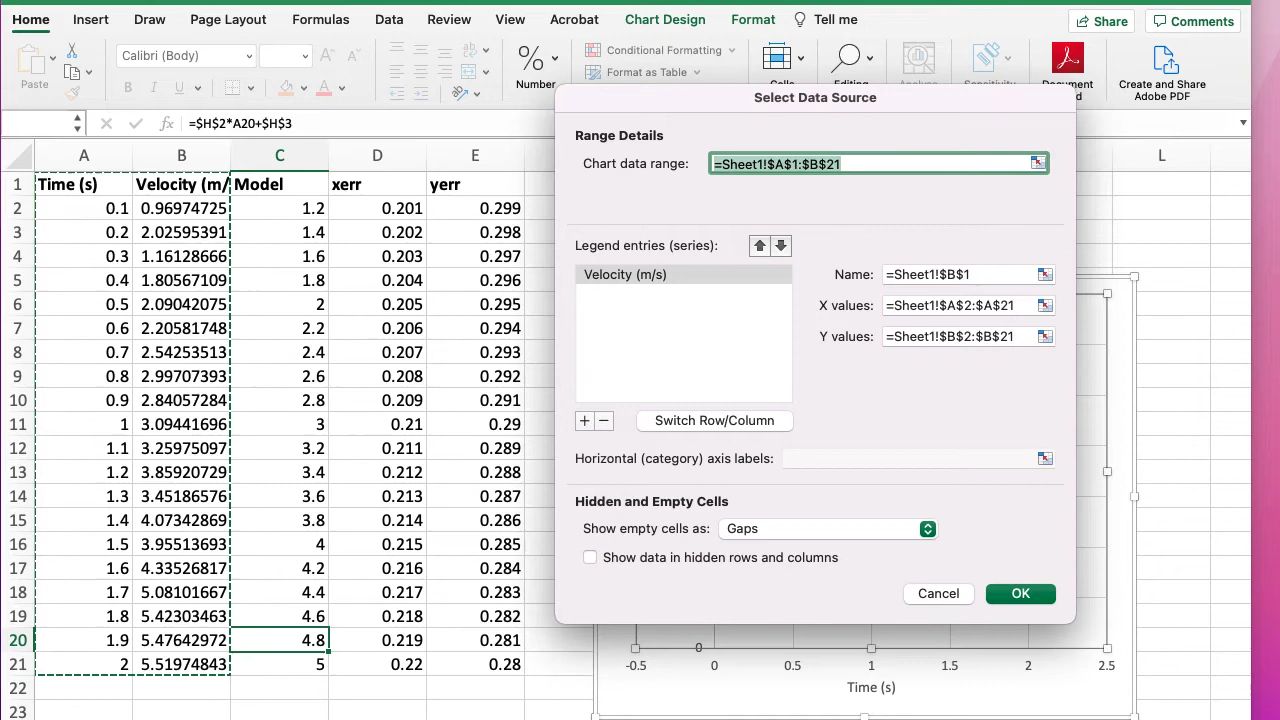 Home Insert Draw Page Layout Formulas Data Review View Acrobat Chart Design Format Tell me Share Comments
Paste Calibri (Body) B I U A A A ab % Number Conditional Formatting Format as Table Editing Sensitivity Create and Share Adobe PDF
fx =$H$2*A20+$H$3
Select Data Source
A B C D E L
1 Time (s) Velocity (m/ Model xerr yerr
2 0.1 0.96974725 1.2 0.201 0.299
3 0.2 2.02595391 1.4 0.202 0.298
4 0.3 1.16128666 1.6 0.203 0.297
5 0.4 1.80567109 1.8 0.204 0.296
6 0.5 2.09042075 2 0.205 0.295
7 0.6 2.20581748 2.2 0.206 0.294
8 0.7 2.54253513 2.4 0.207 0.293
9 0.8 2.99707393 2.6 0.208 0.292
10 0.9 2.84057284 2.8 0.209 0.291
11 1 3.09441696 3 0.21 0.29
12 1.1 3.25975097 3.2 0.211 0.289
13 1.2 3.85920729 3.4 0.212 0.288
14 1.3 3.45186576 3.6 0.213 0.287
15 1.4 4.07342869 3.8 0.214 0.286
16 1.5 3.95513693 4 0.215 0.285
17 1.6 4.33526817 4.2 0.216 0.284
18 1.7 5.08101667 4.4 0.217 0.283
19 1.8 5.42303463 4.6 0.218 0.282
20 1.9 5.47642972 4.8 0.219 0.281
21 2 5.51974843 5 0.22 0.28
22
23
Range Details
Chart data range: =Sheet1!$A$1:$B$21
Legend entries (series):
Velocity (m/s) Name: =Sheet1!$B$1
X values: =Sheet1!$A$2:$A$21
Y values: =Sheet1!$B$2:$B$21
+ − Switch Row/Column
Horizontal (category) axis labels:
Hidden and Empty Cells
Show empty cells as: Gaps
Show data in hidden rows and columns
Cancel OK
0
-0.5 0 0.5 1 1.5 2 2.5
Time (s)